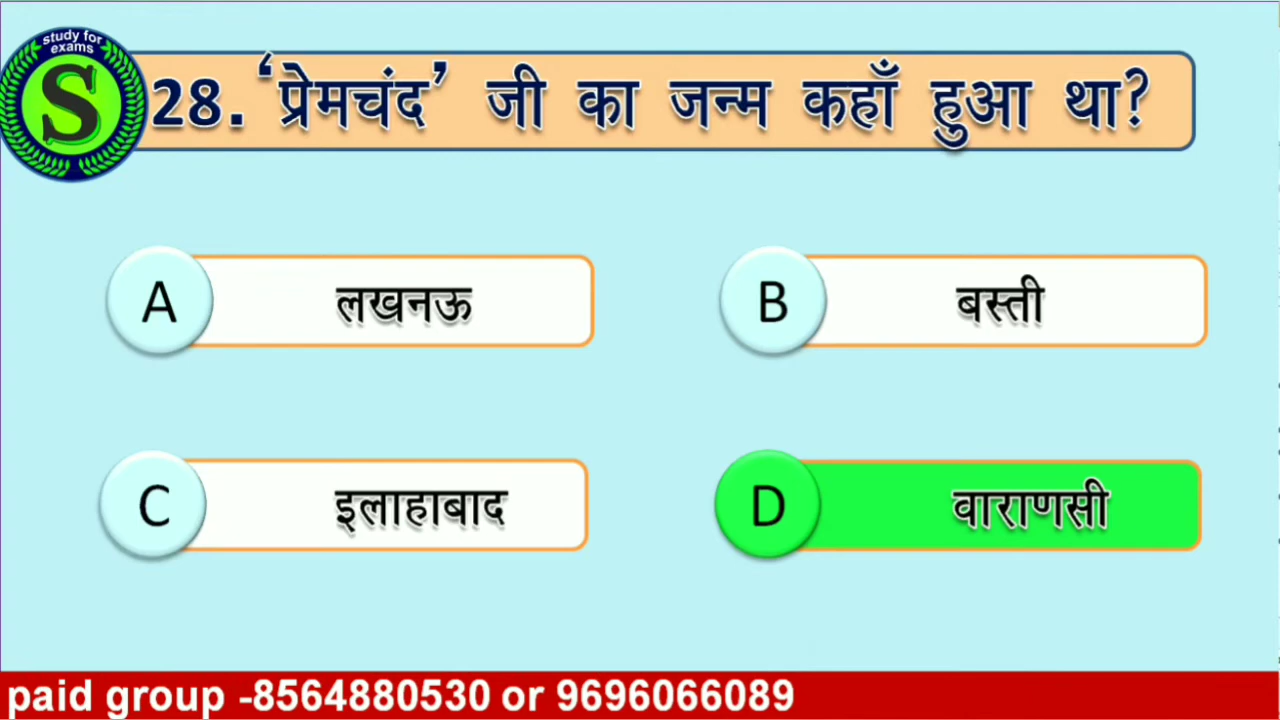 study for
exams
S
28. ‘प्रेमचंद’ जी का जन्म कहाँ हुआ था?
A लखनऊ
B बस्ती
C इलाहाबाद
D वाराणसी
paid group -8564880530 or 9696066089